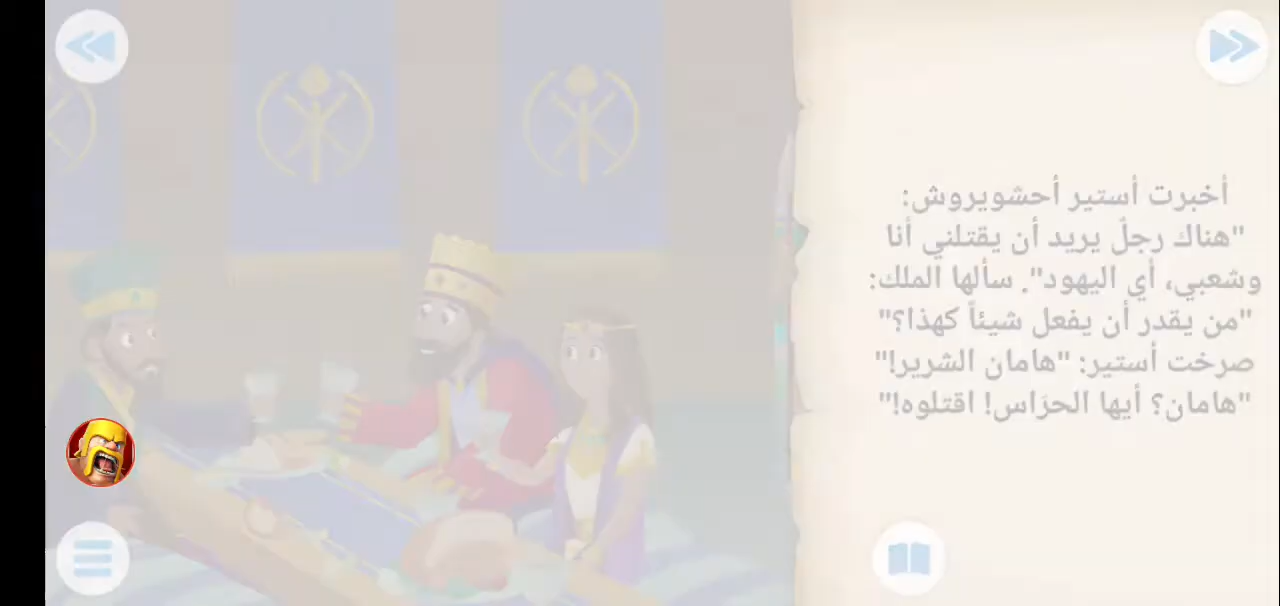 أخبرت أستير أحشويروش:
"هناك رجلٌ يريد أن يقتلني أنا
وشعبي، أي اليهود". سألها الملك:
"من يقدر أن يفعل شيئاً كهذا؟"
صرخت أستير: "هامان الشرير!"
"هامان؟ أيها الحرَاس! اقتلوه!"